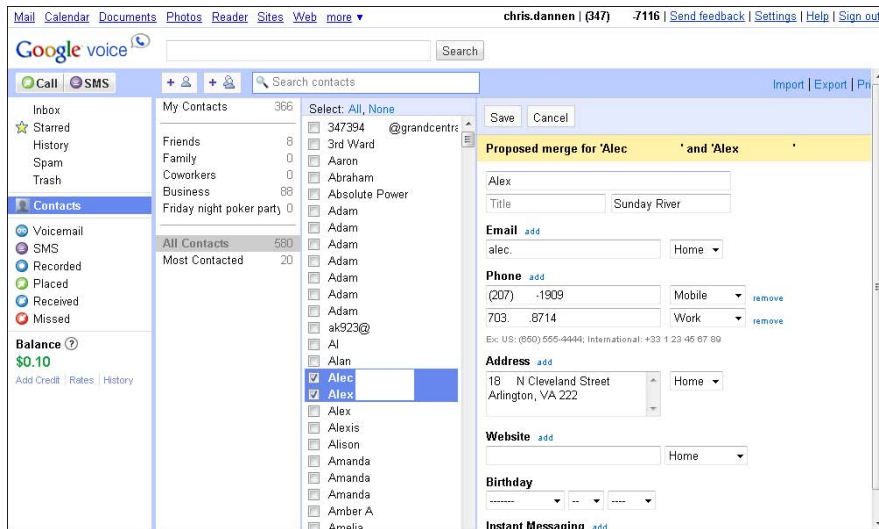 Mail Calendar Documents Photos Reader Sites Web more ▼
chris.dannen | (347) -7116 | Send feedback | Settings | Help | Sign out
Google voice
Search
Call SMS
Search contacts
Import | Export |
Inbox
Starred
History
Spam
Trash
Contacts
Voicemail
SMS
Recorded
Placed
Received
Missed
Balance ?
$0.10
Add Credit | Rates | History
My Contacts 366
Friends 8
Family 0
Coworkers 0
Business 88
Friday night poker party 0
All Contacts 580
Most Contacted 20
Select: All, None
347394 @grandcentra
3rd Ward
Aaron
Abraham
Absolute Power
Adam
Adam
Adam
Adam
Adam
Adam
ak923@
Al
Alan
Alec
Alex
Alex
Alexis
Alison
Amanda
Amanda
Amanda
Amber A
Amelia
Save Cancel
Proposed merge for 'Alec ' and 'Alex '
Alex
Title Sunday River
Email add
alec. Home
Phone add
(207) -1909 Mobile remove
703. .8714 Work remove
Ex: US: (650) 555-4444; International: +33 1 23 45 67 89
Address add
18 N Cleveland Street Home
Arlington, VA 222
Website add
Home
Birthday
------- -- ----
Instant Messaging add